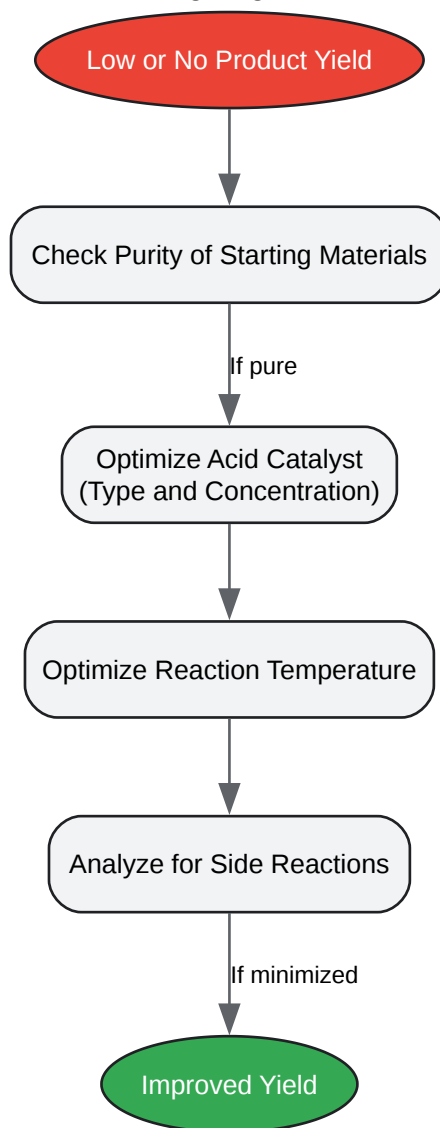 Low or No Product Yield
Check Purity of Starting Materials
If pure
Optimize Acid Catalyst
(Type and Concentration)
Optimize Reaction Temperature
Analyze for Side Reactions
If minimized
Improved Yield